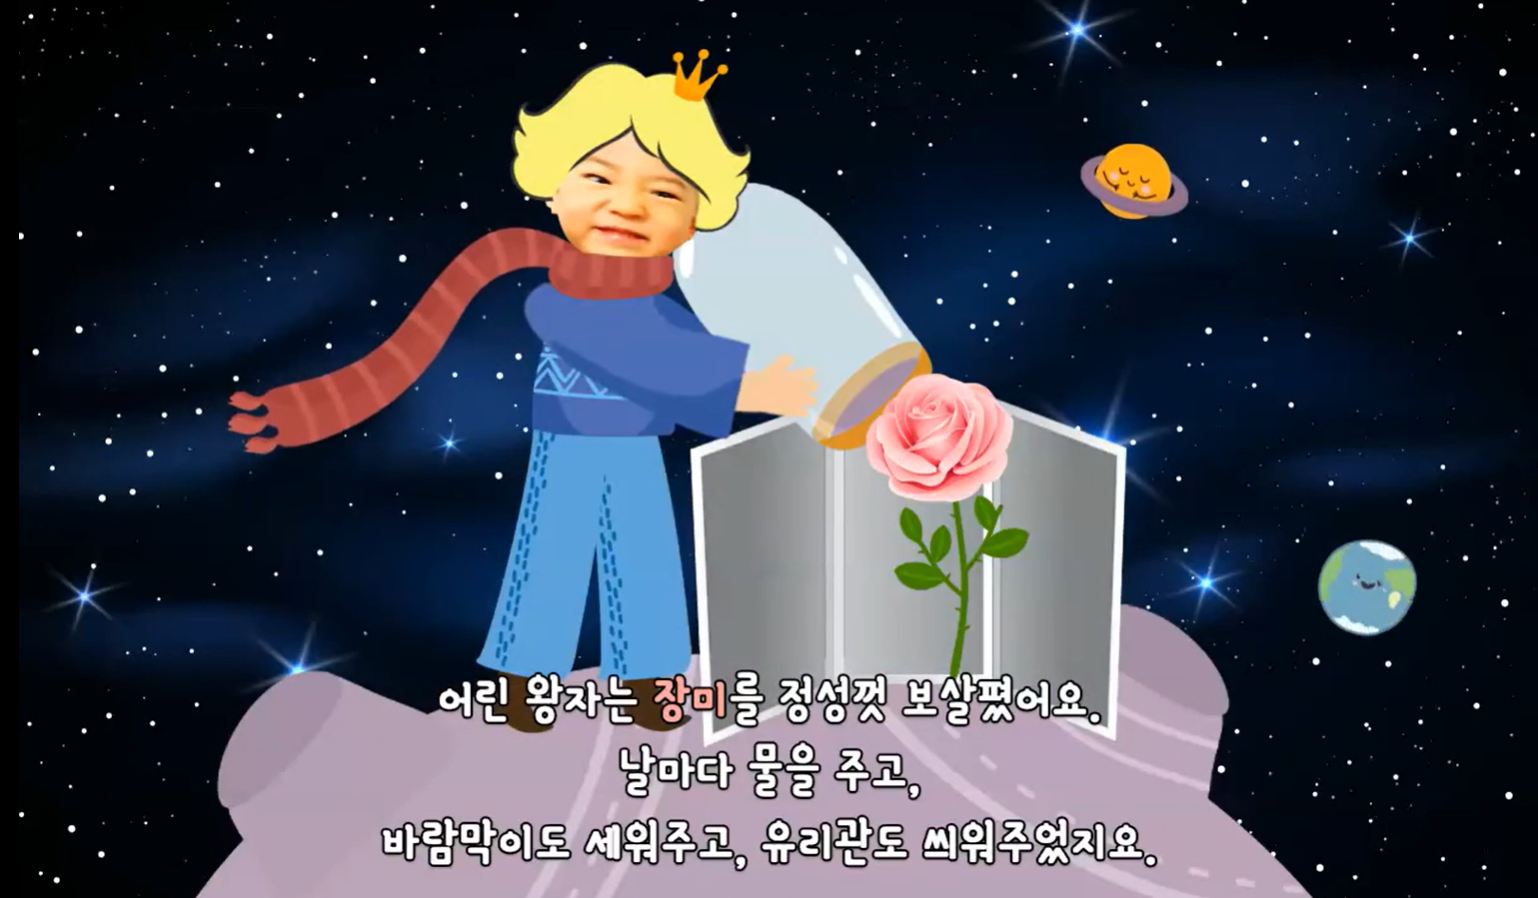 어린 왕자는 장미를 정성껏 보살폈어요.
날마다 물을 주고,
바람막이도 세워주고, 유리관도 씌워주었지요.